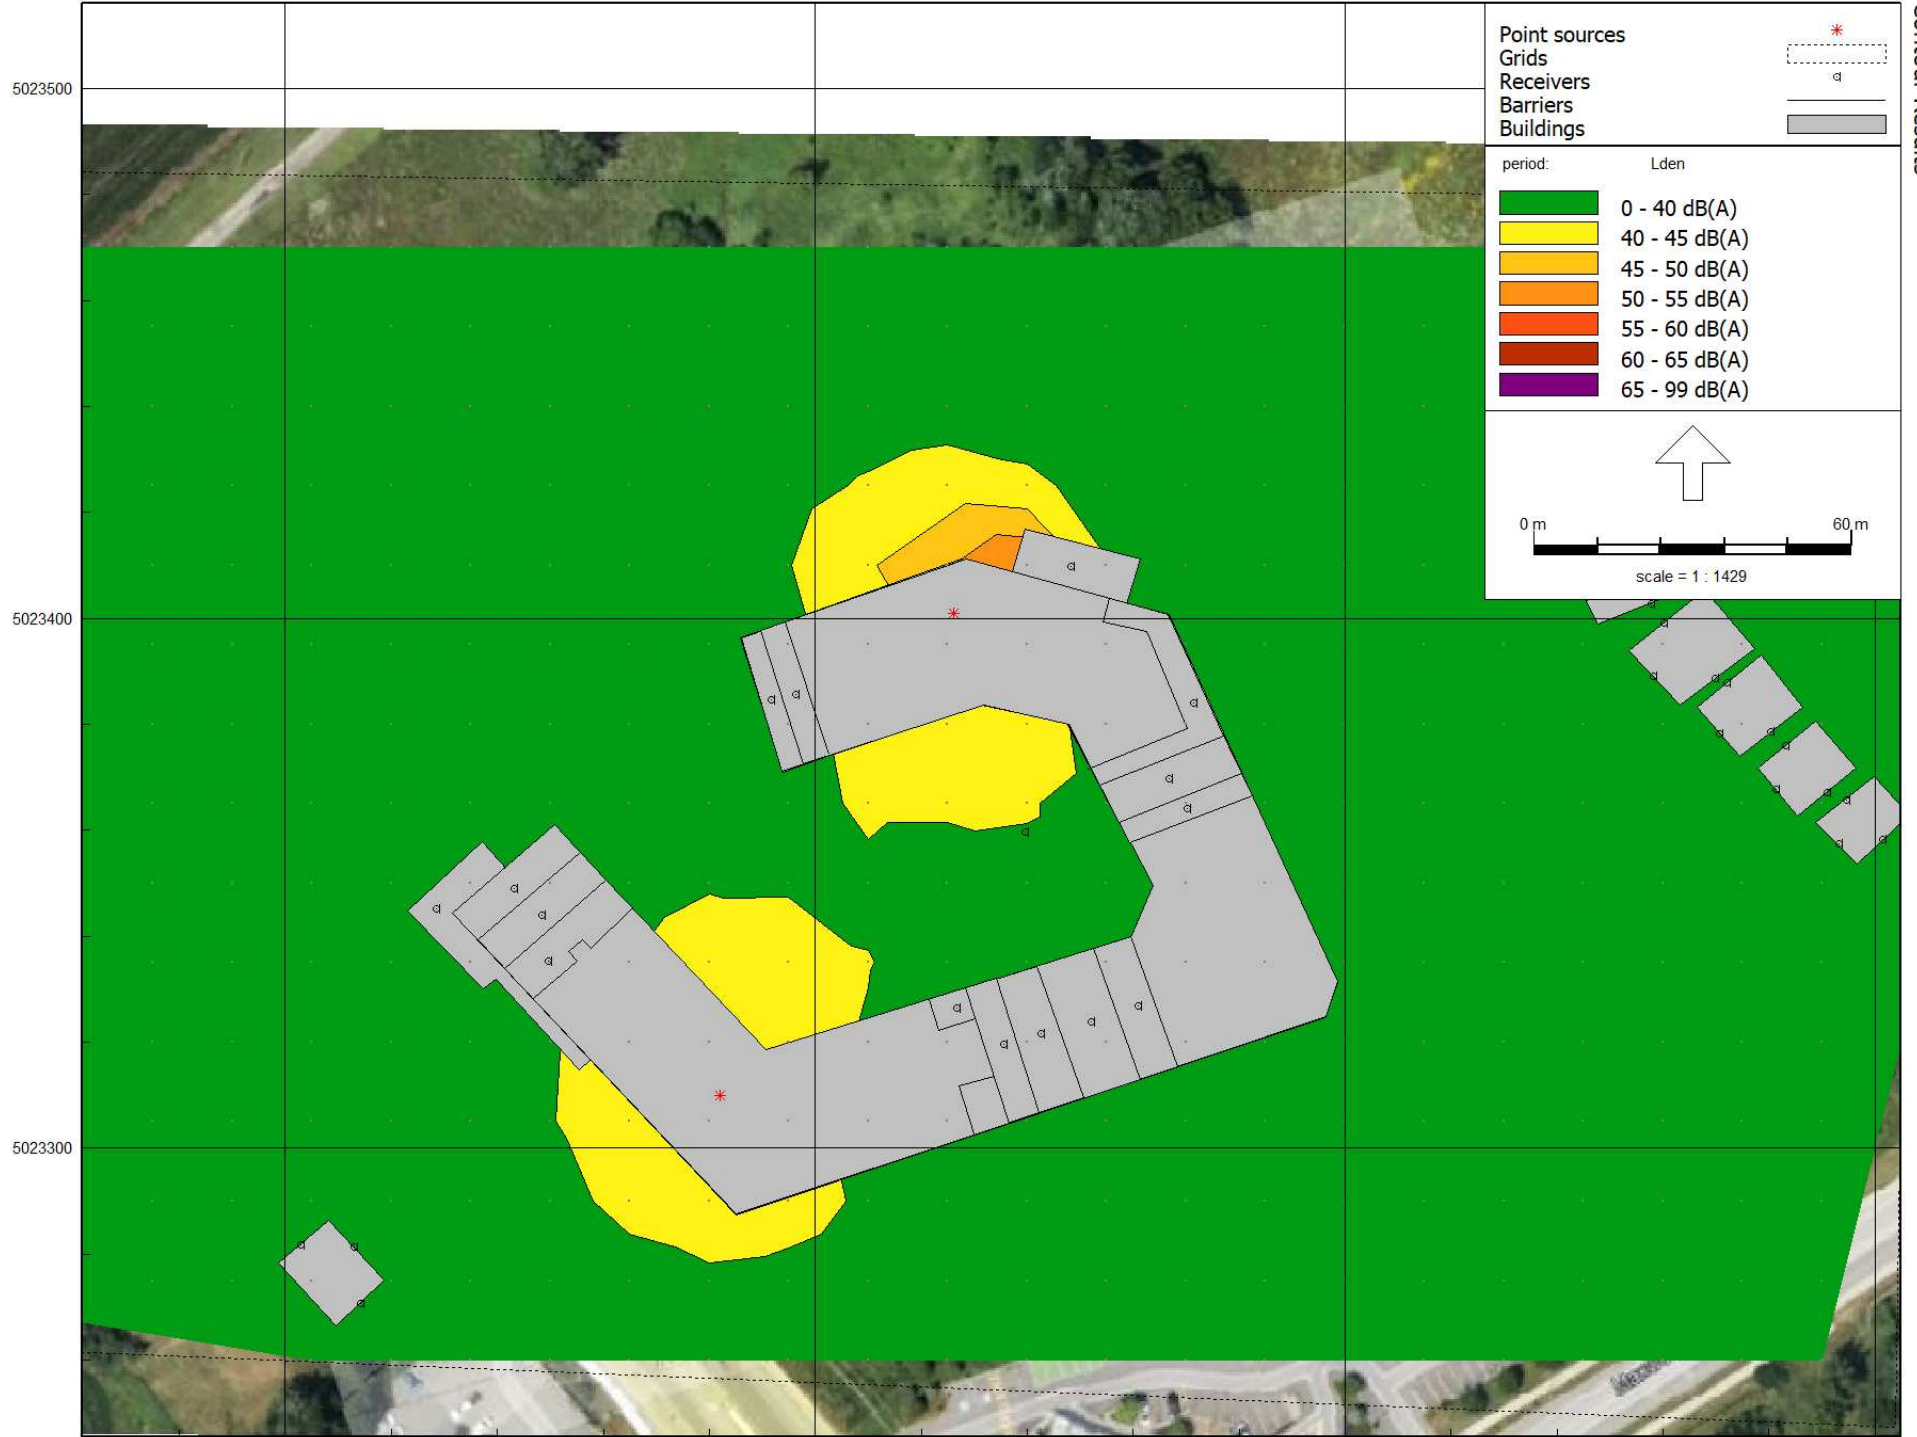 Point sources
Grids
Receivers
Barriers
Buildings
period: Lden
0 - 40 dB(A)
40 - 45 dB(A)
45 - 50 dB(A)
50 - 55 dB(A)
55 - 60 dB(A)
60 - 65 dB(A)
65 - 99 dB(A)
0 m 60 m
scale = 1 : 1429
5023500
5023400
5023300